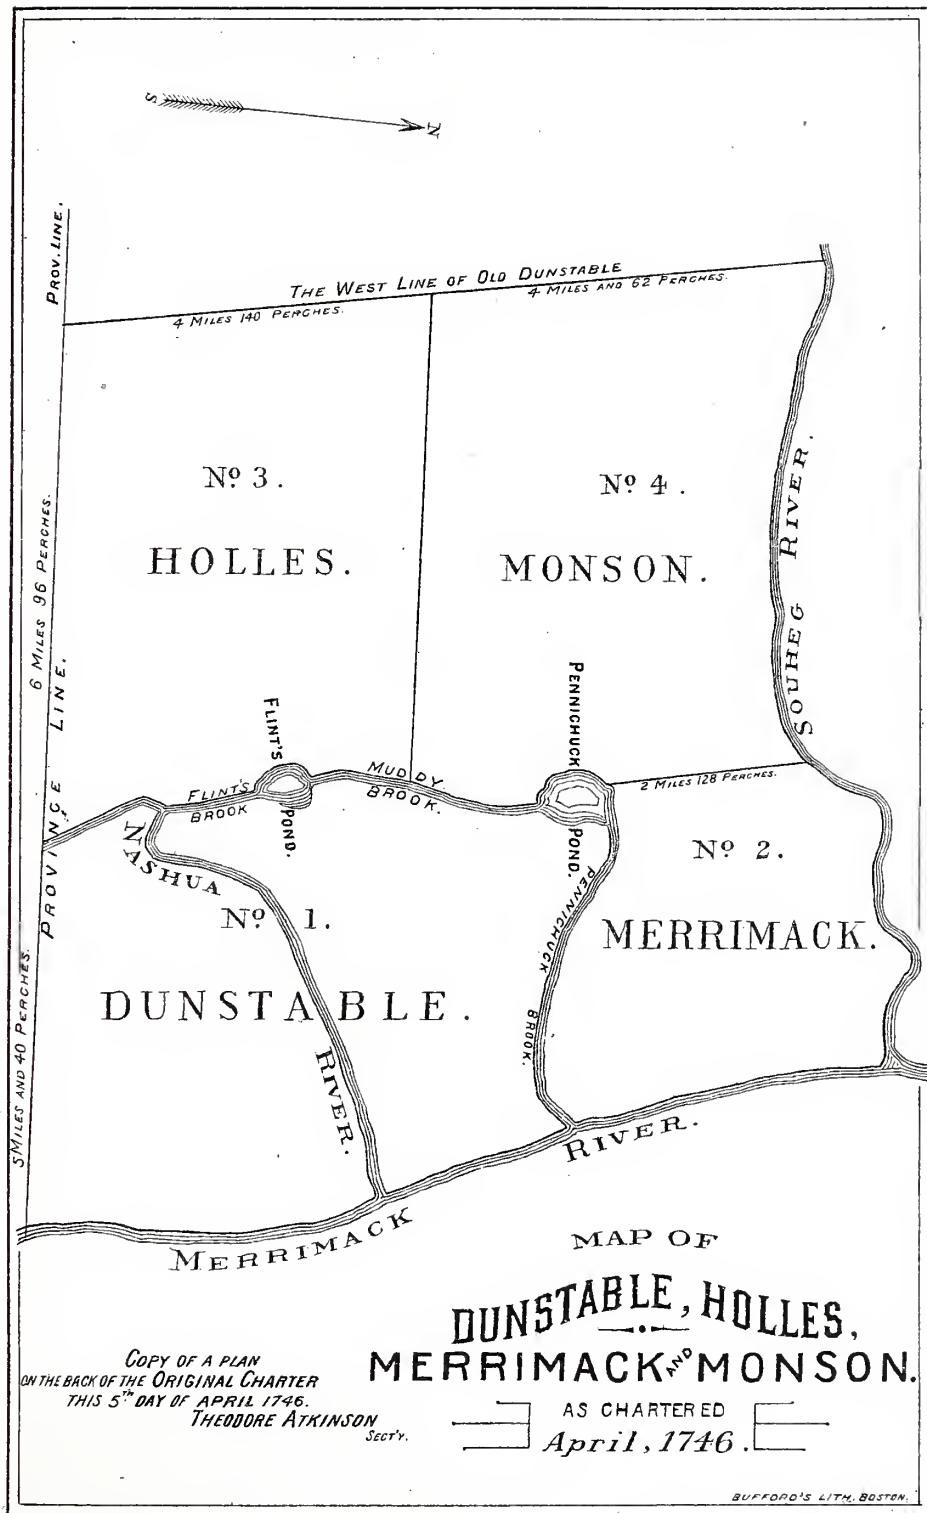 S
N
PROV. LINE.
THE WEST LINE OF OLD DUNSTABLE
4 MILES 140 PERCHES.
4 MILES AND 62 PERCHES.
No 3.
HOLLES.
No 4.
MONSON.
SOUHEG RIVER.
6 MILES 96 PERCHES.
PROVINCE LINE.
FLINT'S
POND.
FLINT'S
BROOK
MUDDY
BROOK.
PENNICHUCK
POND.
2 MILES 128 PERCHES.
No 2.
MERRIMACK.
NASHUA
RIVER.
No 1.
DUNSTABLE.
PENNICHUCK
BROOK.
5 MILES AND 40 PERCHES.
MERRIMACK
RIVER.
MAP OF
DUNSTABLE, HOLLES,
MERRIMACK AND MONSON.
AS CHARTERED
April, 1746.
COPY OF A PLAN
ON THE BACK OF THE ORIGINAL CHARTER
THIS 5TH DAY OF APRIL 1746.
THEODORE ATKINSON
SECT'Y.
BUFFORD'S LITH. BOSTON.